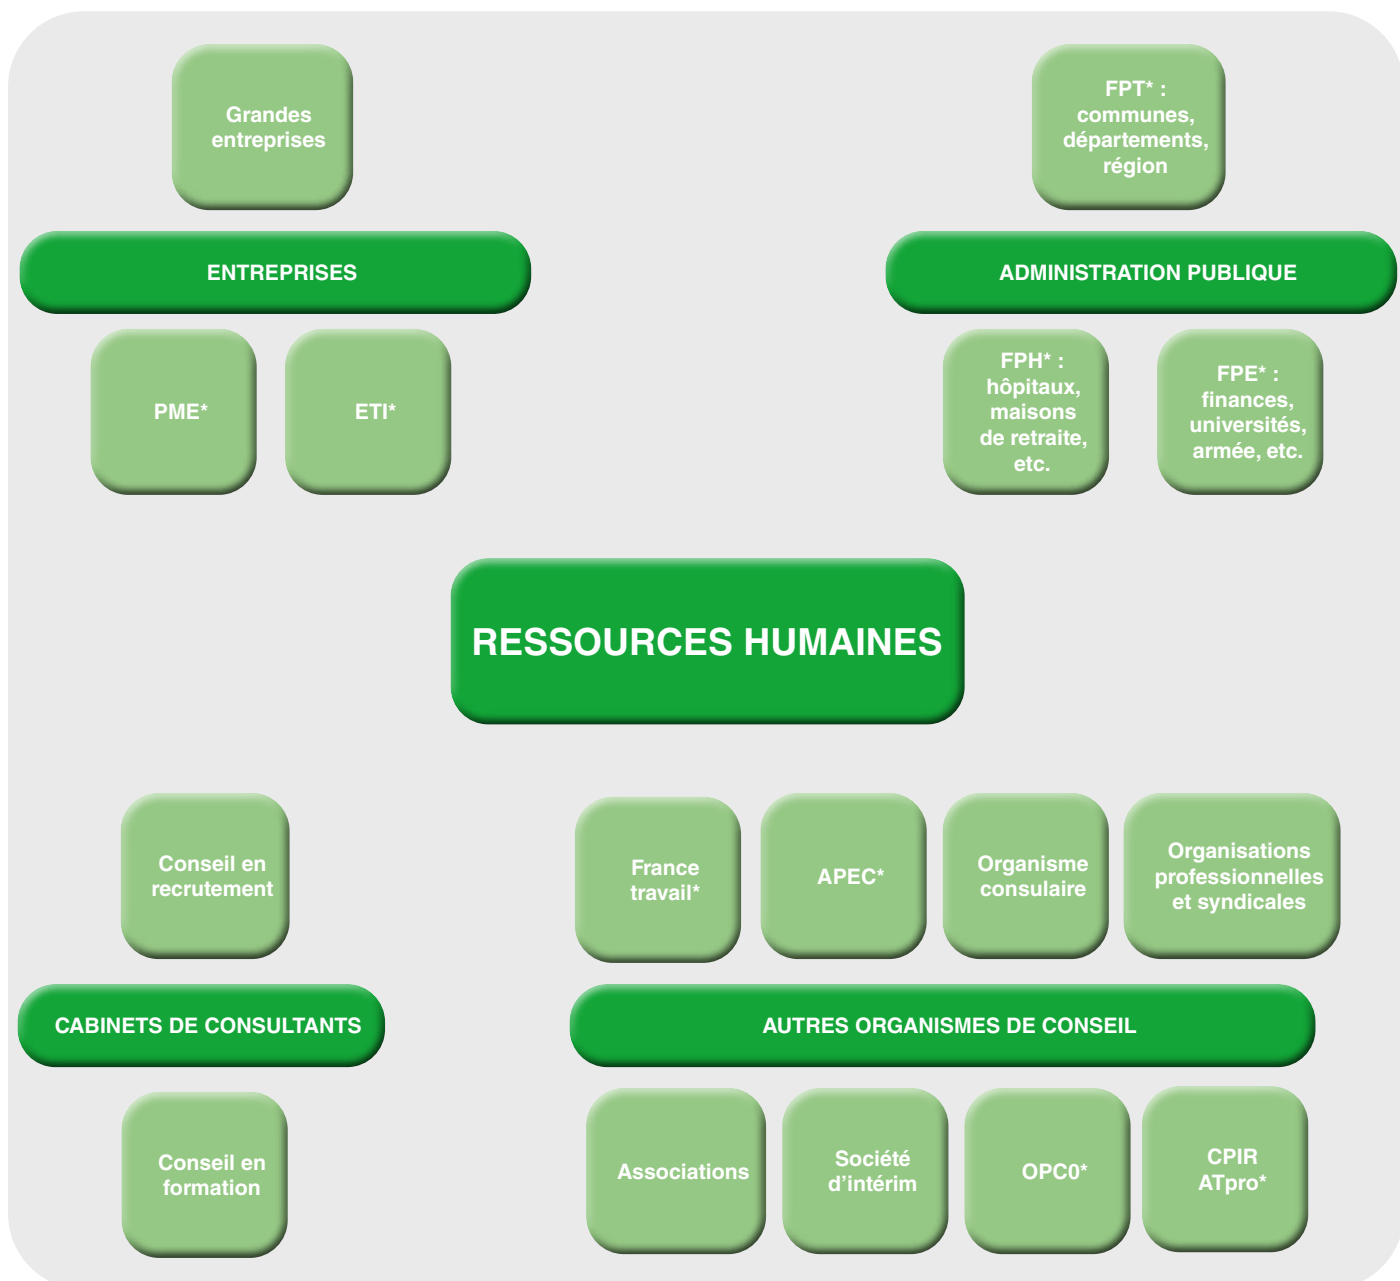 Grandes
entreprises
FPT* :
communes,
départements,
région
ENTREPRISES
ADMINISTRATION PUBLIQUE
PME*
ETI*
FPH* :
hôpitaux,
maisons
de retraite,
etc.
FPE* :
finances,
universités,
armée, etc.
RESSOURCES HUMAINES
Conseil en
recrutement
France
travail*
APEC*
Organisme
consulaire
Organisations
professionnelles
et syndicales
CABINETS DE CONSULTANTS
AUTRES ORGANISMES DE CONSEIL
Conseil en
formation
Associations
Société
d’intérim
OPC0*
CPIR
ATpro*